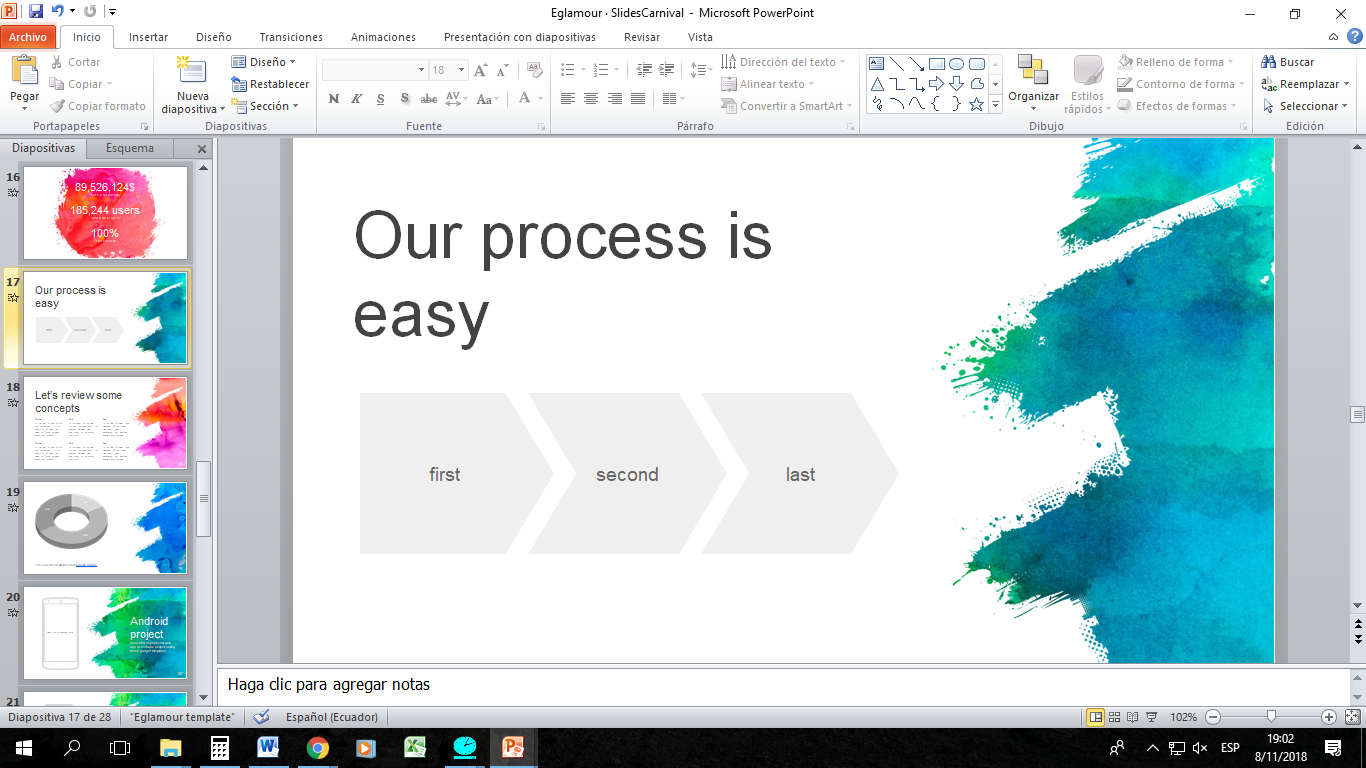 Eglamour · SlidesCarnival - Microsoft PowerPoint
Archivo Inicio Insertar Diseño Transiciones Animaciones Presentación con diapositivas Revisar Vista
Pegar
Cortar
Copiar
Copiar formato
Portapapeles
Nueva
diapositiva
Diseño
Restablecer
Sección
Diapositivas
18
N K S S abc AV Aa A
Fuente
Dirección del texto
Alinear texto
Convertir a SmartArt
Párrafo
Organizar
Estilos
rápidos
Relleno de forma
Contorno de forma
Efectos de formas
Dibujo
Buscar
Reemplazar
Seleccionar
Edición
Diapositivas Esquema
16
89,526,124$
185,244 users
100%
17
Our process is
easy
18
Let's review some
concepts
19
20
Android
project
21
Our process is
easy
first second last
Haga clic para agregar notas
Diapositiva 17 de 28 "Eglamour template" Español (Ecuador) 102%
ESP
19:02
8/11/2018